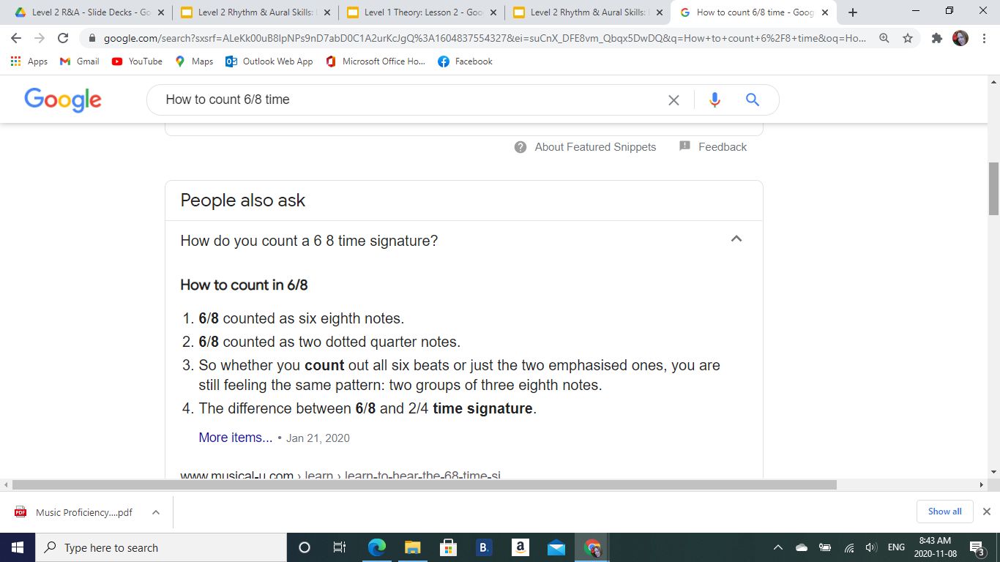 Level 2 R&A - Slide Decks - Go
Level 2 Rhythm & Aural Skills:
Level 1 Theory: Lesson 2 - Goo
Level 2 Rhythm & Aural Skills:
How to count 6/8 time - Goog
google.com/search?sxsrf=ALeKk00uB8IpNPs9nD7abD0C1A2urKcJgQ%3A1604837554327&ei=suCnX_DFE8vm_Qbqx5DwDQ&q=How+to+count+6%2F8+time&oq=Ho...
Apps Gmail YouTube Maps Outlook Web App Microsoft Office Ho... Facebook
Google
How to count 6/8 time
About Featured Snippets Feedback
People also ask
How do you count a 6 8 time signature?
How to count in 6/8
1. 6/8 counted as six eighth notes.
2. 6/8 counted as two dotted quarter notes.
3. So whether you count out all six beats or just the two emphasised ones, you are
still feeling the same pattern: two groups of three eighth notes.
4. The difference between 6/8 and 2/4 time signature.
More items... • Jan 21, 2020
www.musical-u.com › learn › learn-to-hear-the-68-time-si
PDF Music Proficiency....pdf
Show all
Type here to search
B.
a
ENG
8:43 AM
2020-11-08
3